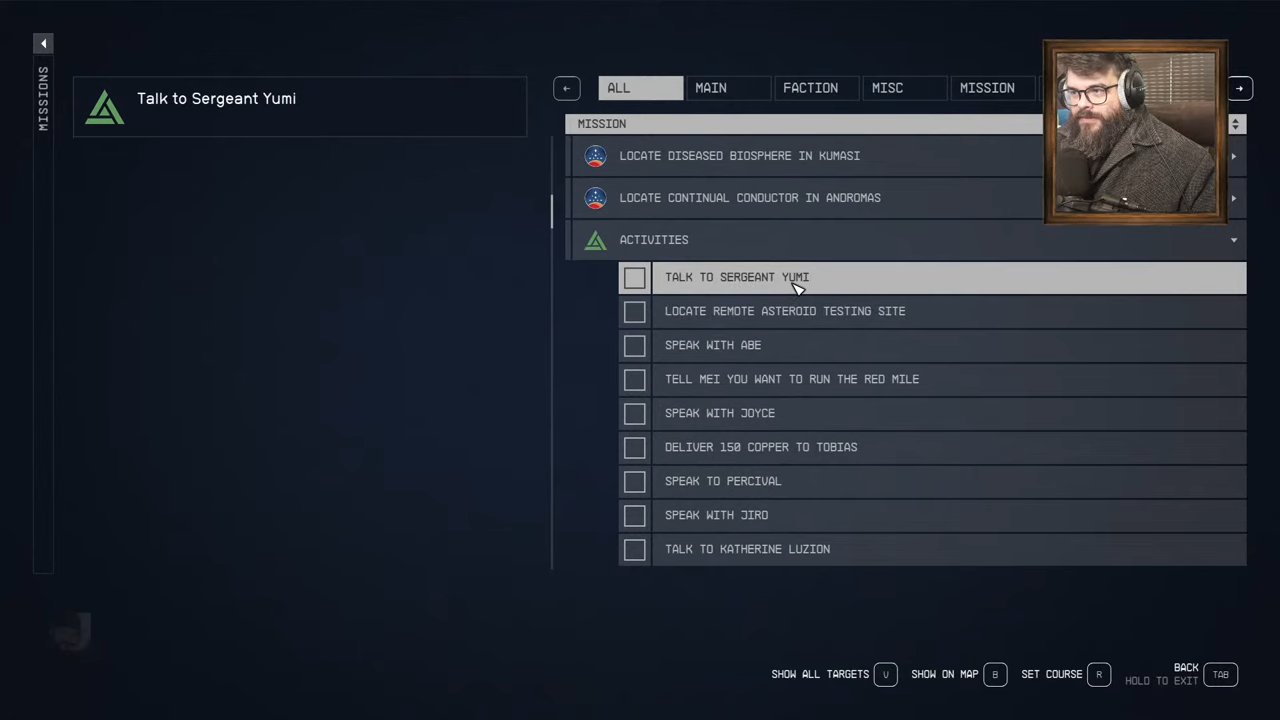 MISSIONS
Talk to Sergeant Yumi
ALL
MAIN
FACTION
MISC
MISSION
MISSION
LOCATE DISEASED BIOSPHERE IN KUMASI
LOCATE CONTINUAL CONDUCTOR IN ANDROMAS
ACTIVITIES
TALK TO SERGEANT YUMI
LOCATE REMOTE ASTEROID TESTING SITE
SPEAK WITH ABE
TELL MEI YOU WANT TO RUN THE RED MILE
SPEAK WITH JOYCE
DELIVER 150 COPPER TO TOBIAS
SPEAK TO PERCIVAL
SPEAK WITH JIRO
TALK TO KATHERINE LUZION
SHOW ALL TARGETS V
SHOW ON MAP B
SET COURSE R
BACK
HOLD TO EXIT
TAB